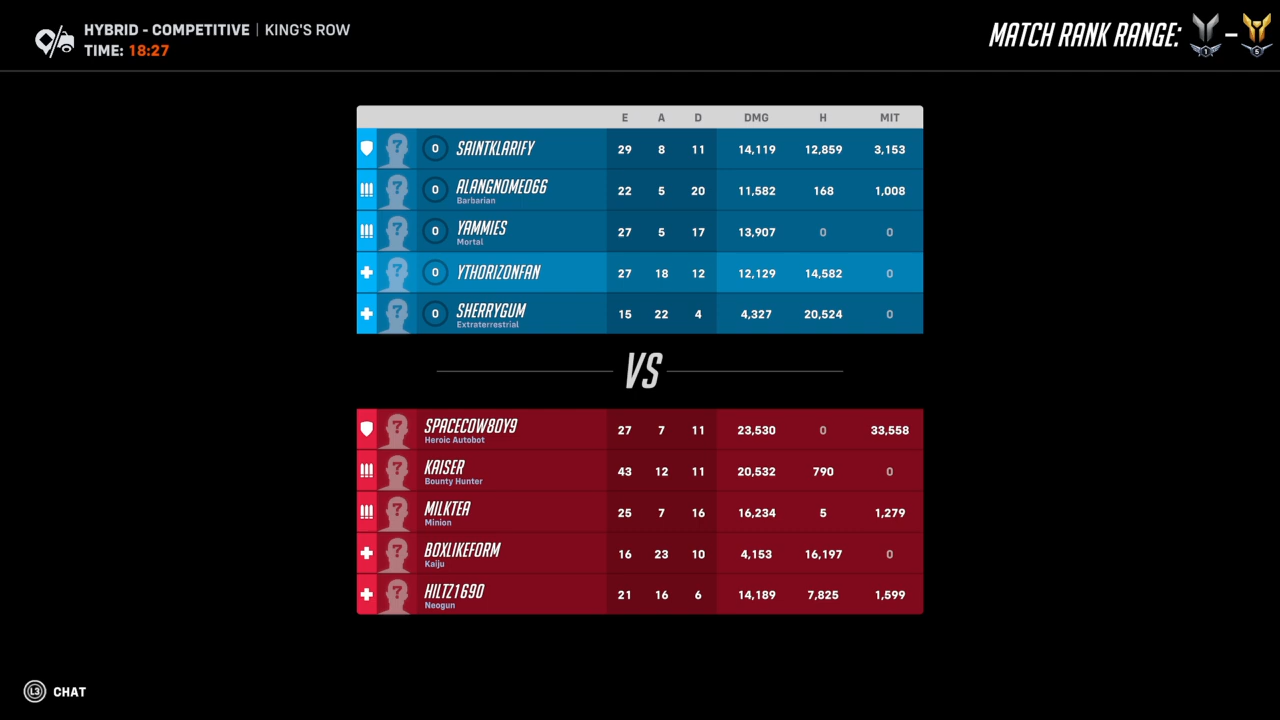 HYBRID - COMPETITIVE | KING'S ROW
TIME: 18:27
MATCH RANK RANGE: 1 - 5
E A D DMG H MIT
0 SAINTKLARIFY 29 8 11 14,119 12,859 3,153
0 ALANGNOME066 22 5 20 11,582 168 1,008
Barbarian
0 YAMMIES 27 5 17 13,907 0 0
Mortal
0 YTHORIZONFAN 27 18 12 12,129 14,582 0
0 SHERRYGUM 15 22 4 4,327 20,524 0
Extraterrestrial
VS
SPACECOW8OY9 27 7 11 23,530 0 33,558
Heroic Autobot
KAISER 43 12 11 20,532 790 0
Bounty Hunter
MILKTEA 25 7 16 16,234 5 1,279
Minion
BOXLIKEFORM 16 23 10 4,153 16,197 0
Kaiju
HILTZ1690 21 16 6 14,189 7,825 1,599
Neogun
L3 CHAT